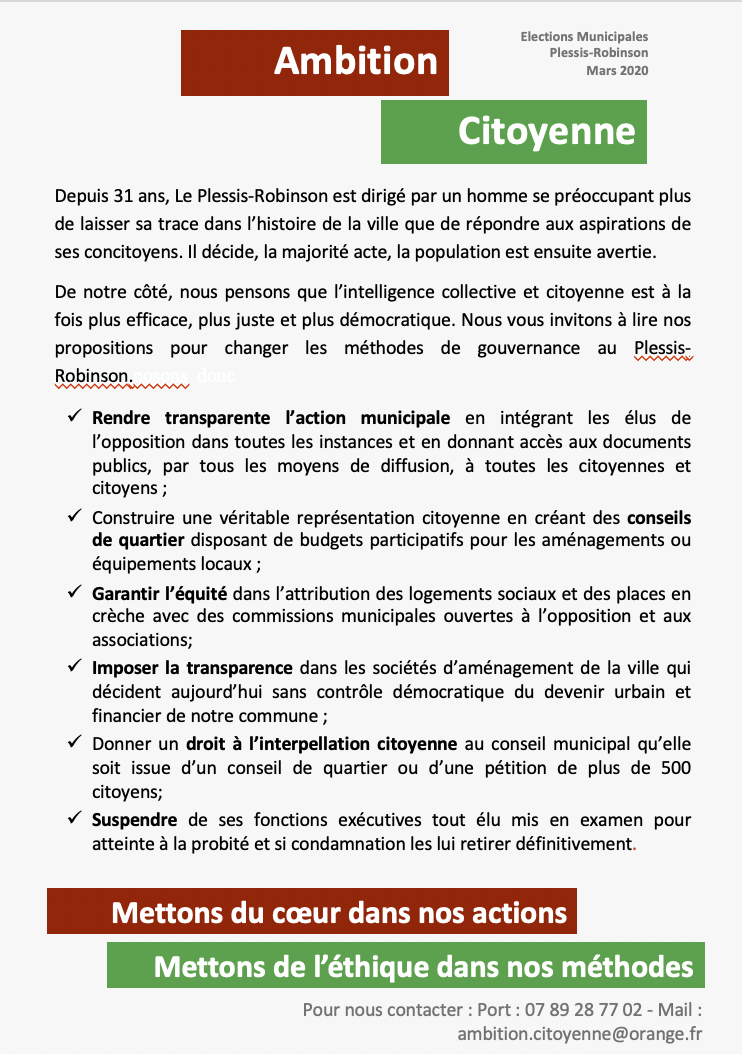 Ambition
Elections Municipales
Plessis-Robinson
Mars 2020
Citoyenne
Depuis 31 ans, Le Plessis-Robinson est dirigé par un homme se préoccupant plus
de laisser sa trace dans l’histoire de la ville que de répondre aux aspirations de
ses concitoyens. Il décide, la majorité acte, la population est ensuite avertie.
De notre côté, nous pensons que l’intelligence collective et citoyenne est à la
fois plus efficace, plus juste et plus démocratique. Nous vous invitons à lire nos
propositions pour changer les méthodes de gouvernance au Plessis-
Robinson.posons donc
✓ Rendre transparente l’action municipale en intégrant les élus de
l’opposition dans toutes les instances et en donnant accès aux documents
publics, par tous les moyens de diffusion, à toutes les citoyennes et
citoyens ;
✓ Construire une véritable représentation citoyenne en créant des conseils
de quartier disposant de budgets participatifs pour les aménagements ou
équipements locaux ;
✓ Garantir l’équité dans l’attribution des logements sociaux et des places en
crèche avec des commissions municipales ouvertes à l’opposition et aux
associations;
✓ Imposer la transparence dans les sociétés d’aménagement de la ville qui
décident aujourd’hui sans contrôle démocratique du devenir urbain et
financier de notre commune ;
✓ Donner un droit à l’interpellation citoyenne au conseil municipal qu’elle
soit issue d’un conseil de quartier ou d’une pétition de plus de 500
citoyens;
✓ Suspendre de ses fonctions exécutives tout élu mis en examen pour
atteinte à la probité et si condamnation les lui retirer définitivement.
Mettons du cœur dans nos actions
Mettons de l’éthique dans nos méthodes
Pour nous contacter : Port : 07 89 28 77 02 - Mail :
ambition.citoyenne@orange.fr